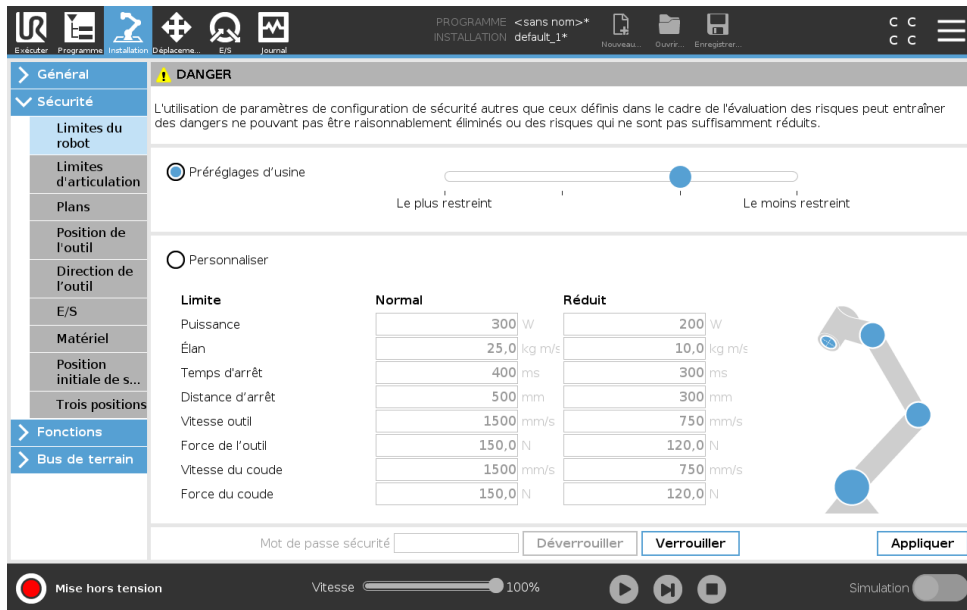 UR
PROGRAMME <sans nom>*
INSTALLATION default_1*
Exécuter Programme Installation Déplaceme... E/S Journal Nouveau... Ouvrir... Enregistrer...
C C
C C
Général
Sécurité
Limites du
robot
Limites
d'articulation
Plans
Position de
l'outil
Direction de
l’outil
E/S
Matériel
Position
initiale de s...
Trois positions
Fonctions
Bus de terrain
! DANGER
L'utilisation de paramètres de configuration de sécurité autres que ceux définis dans le cadre de l'évaluation des risques peut entraîner
des dangers ne pouvant pas être raisonnablement éliminés ou des risques qui ne sont pas suffisamment réduits.
Préréglages d’usine
Le plus restreint Le moins restreint
Personnaliser
Limite Normal Réduit
Puissance 300 W 200 W
Élan 25,0 kg m/s 10,0 kg m/s
Temps d'arrêt 400 ms 300 ms
Distance d’arrêt 500 mm 300 mm
Vitesse outil 1500 mm/s 750 mm/s
Force de l’outil 150,0 N 120,0 N
Vitesse du coude 1500 mm/s 750 mm/s
Force du coude 150,0 N 120,0 N
Mot de passe sécurité Déverrouiller Verrouiller Appliquer
Mise hors tension Vitesse 100% Simulation